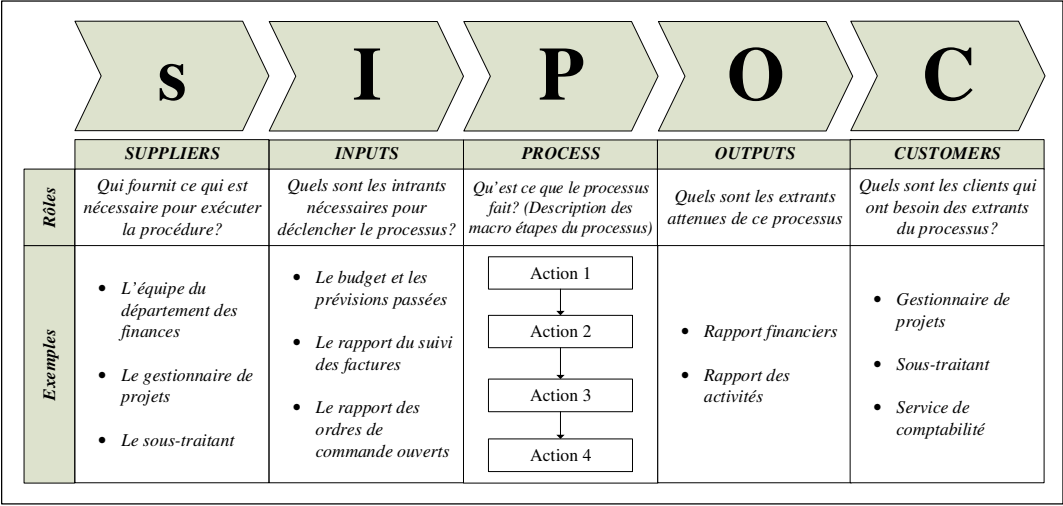 s I P O C
SUPPLIERS INPUTS PROCESS OUTPUTS CUSTOMERS
Rôles
Qui fournit ce qui est
nécessaire pour exécuter
la procédure?
Quels sont les intrants
nécessaires pour
déclencher le processus?
Qu'est ce que le processus
fait? (Description des
macro étapes du processus)
Quels sont les extrants
attenues de ce processus
Quels sont les clients qui
ont besoin des extrants
du processus?
Exemples
• L'équipe du
département des
finances
• Le gestionnaire de
projets
• Le sous-traitant
• Le budget et les
prévisions passées
• Le rapport du suivi
des factures
• Le rapport des
ordres de
commande ouverts
Action 1
Action 2
Action 3
Action 4
• Rapport financiers
• Rapport des
activités
• Gestionnaire de
projets
• Sous-traitant
• Service de
comptabilité